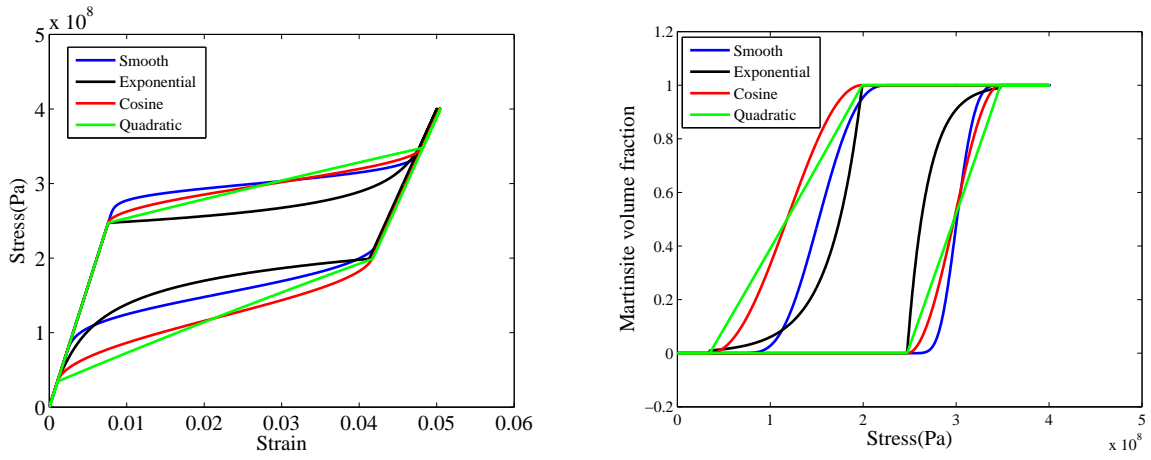 x 10^8
5
4
3
2
1
0
Stress(Pa)
Smooth
Exponential
Cosine
Quadratic
0 0.01 0.02 0.03 0.04 0.05 0.06
Strain
1.2
1
0.8
0.6
0.4
0.2
0
−0.2
Martinsite volume fraction
Smooth
Exponential
Cosine
Quadratic
0 1 2 3 4 5
Stress(Pa)
x 10^8